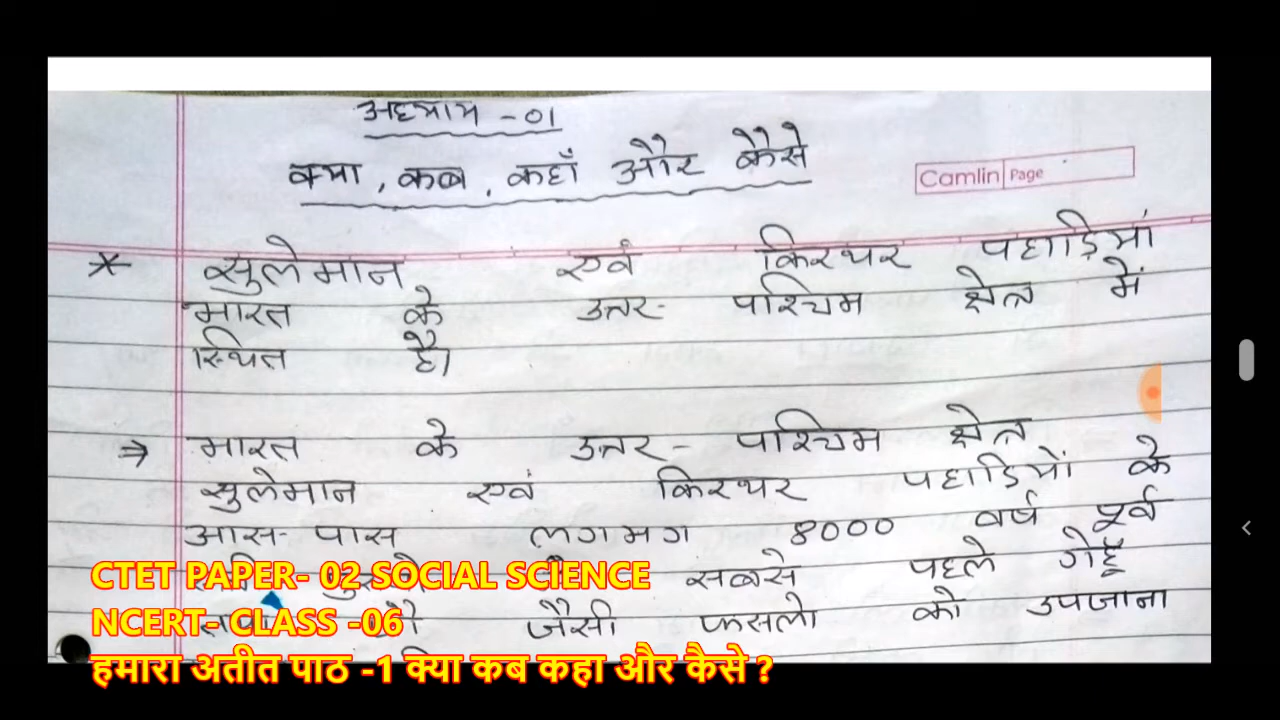 अध्याय -01
क्या, कब, कहाँ और कैसे
Camlin Page
* सुलेमान एवं किरथर पहाड़ियां
भारत के उत्तर- पश्चिम क्षेत्र में
स्थित है।
⇒ भारत के उत्तर- पश्चिम क्षेत्र
सुलेमान एवं किरथर पहाड़ियों के
आस-पास लगभग 8000 वर्ष पूर्व
सबसे पहले गेहूँ
जैसी फसलो को उपजाना
CTET PAPER- 02 SOCIAL SCIENCE
NCERT- CLASS -06
हमारा अतीत पाठ -1 क्या कब कहा और कैसे ?